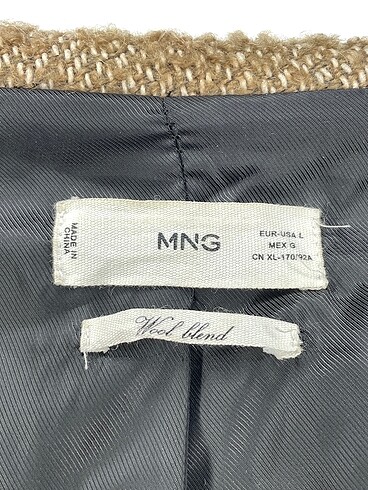 MADE IN
CHINA
MNG
EUR-USA L
MEX G
CN XL-170/92A
Wool blend